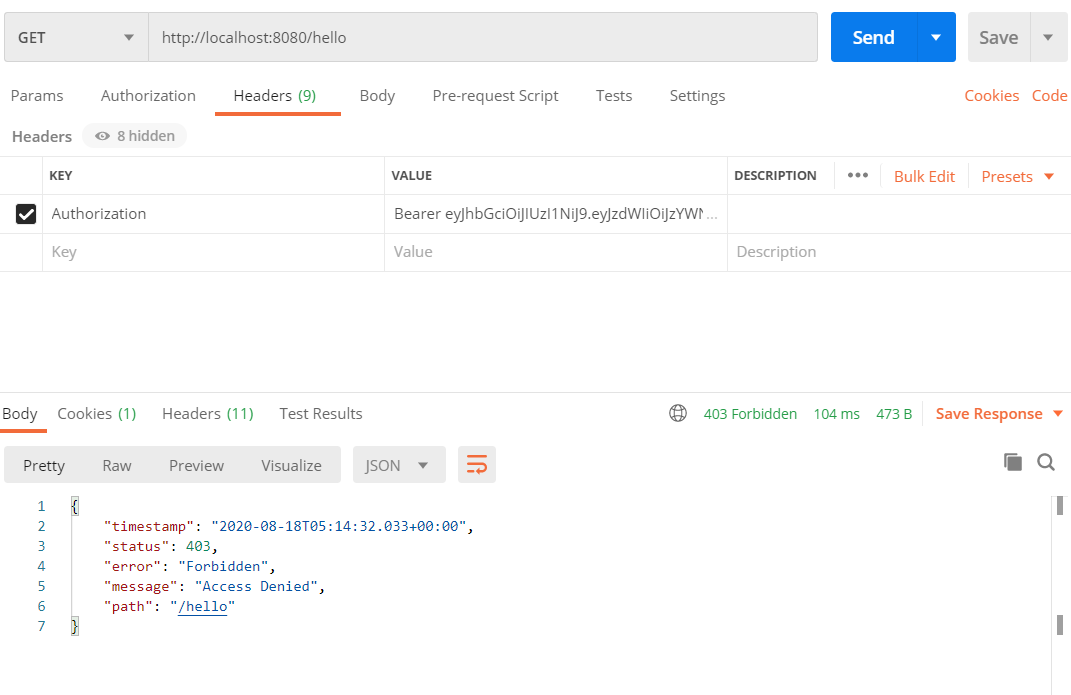 GET http://localhost:8080/hello Send Save
Params Authorization Headers (9) Body Pre-request Script Tests Settings Cookies Code
Headers 8 hidden
KEY VALUE DESCRIPTION ••• Bulk Edit Presets
Authorization Bearer eyJhbGciOiJIUzI1NiJ9.eyJzdWIiOiJzYWN...
Key Value Description
Body Cookies (1) Headers (11) Test Results 403 Forbidden 104 ms 473 B Save Response
Pretty Raw Preview Visualize JSON
1 {
2 "timestamp": "2020-08-18T05:14:32.033+00:00",
3 "status": 403,
4 "error": "Forbidden",
5 "message": "Access Denied",
6 "path": "/hello"
7 }